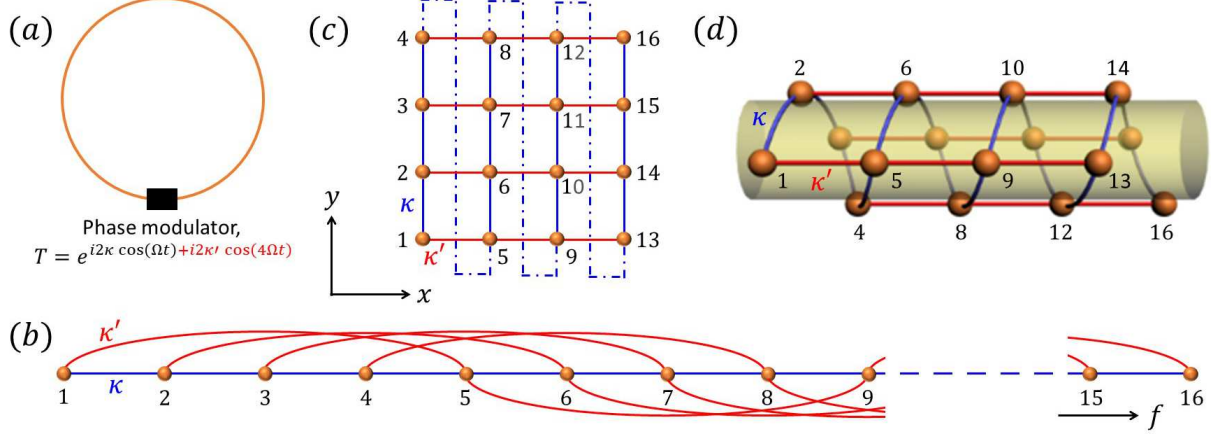 (a)
Phase modulator,
T = e^{i2κ cos(Ωt)+i2κ′ cos(4Ωt)}
(c)
4 8 12 16
3 7 11 15
2 6 10 14
κ
1 5 9 13
κ′
y
x
(d)
2 6 10 14
κ
1 5 9 13
κ′
4 8 12 16
(b)
κ′
κ
1 2 3 4 5 6 7 8 9 15 16
f